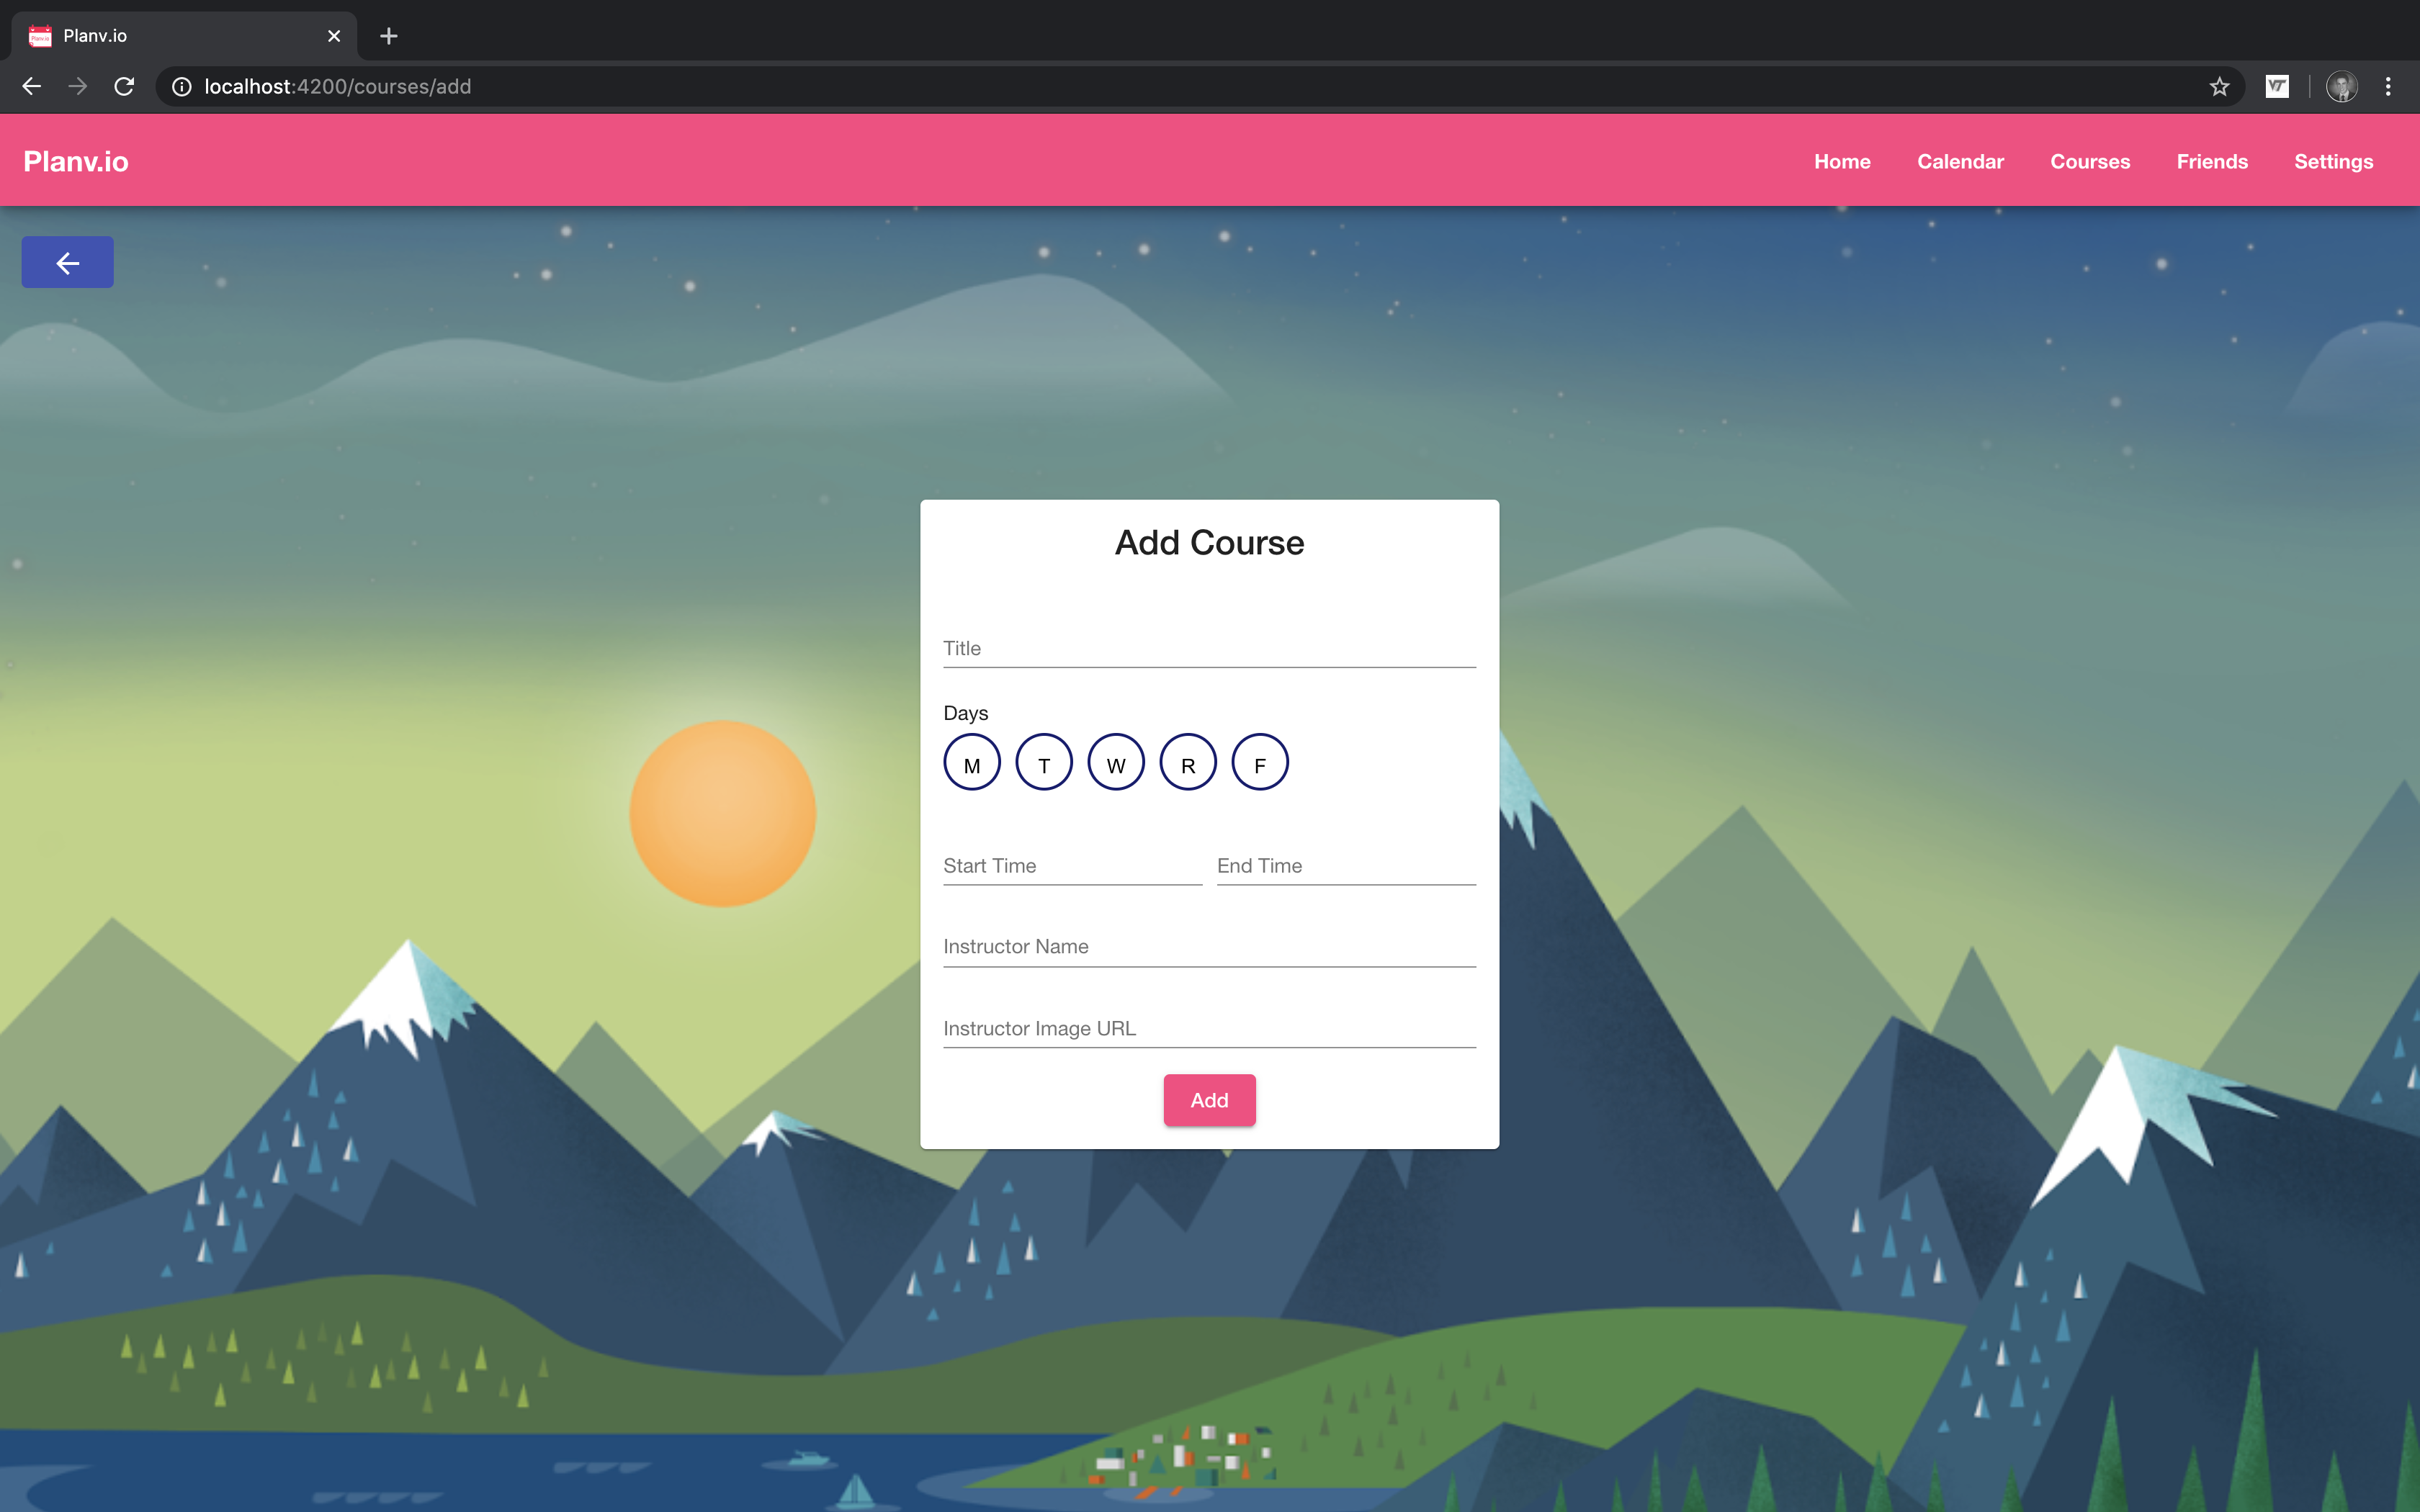 Planv.io
localhost:4200/courses/add
VT
Planv.io Home Calendar Courses Friends Settings
Add Course
Title
Days
M T W R F
Start Time End Time
Instructor Name
Instructor Image URL
Add